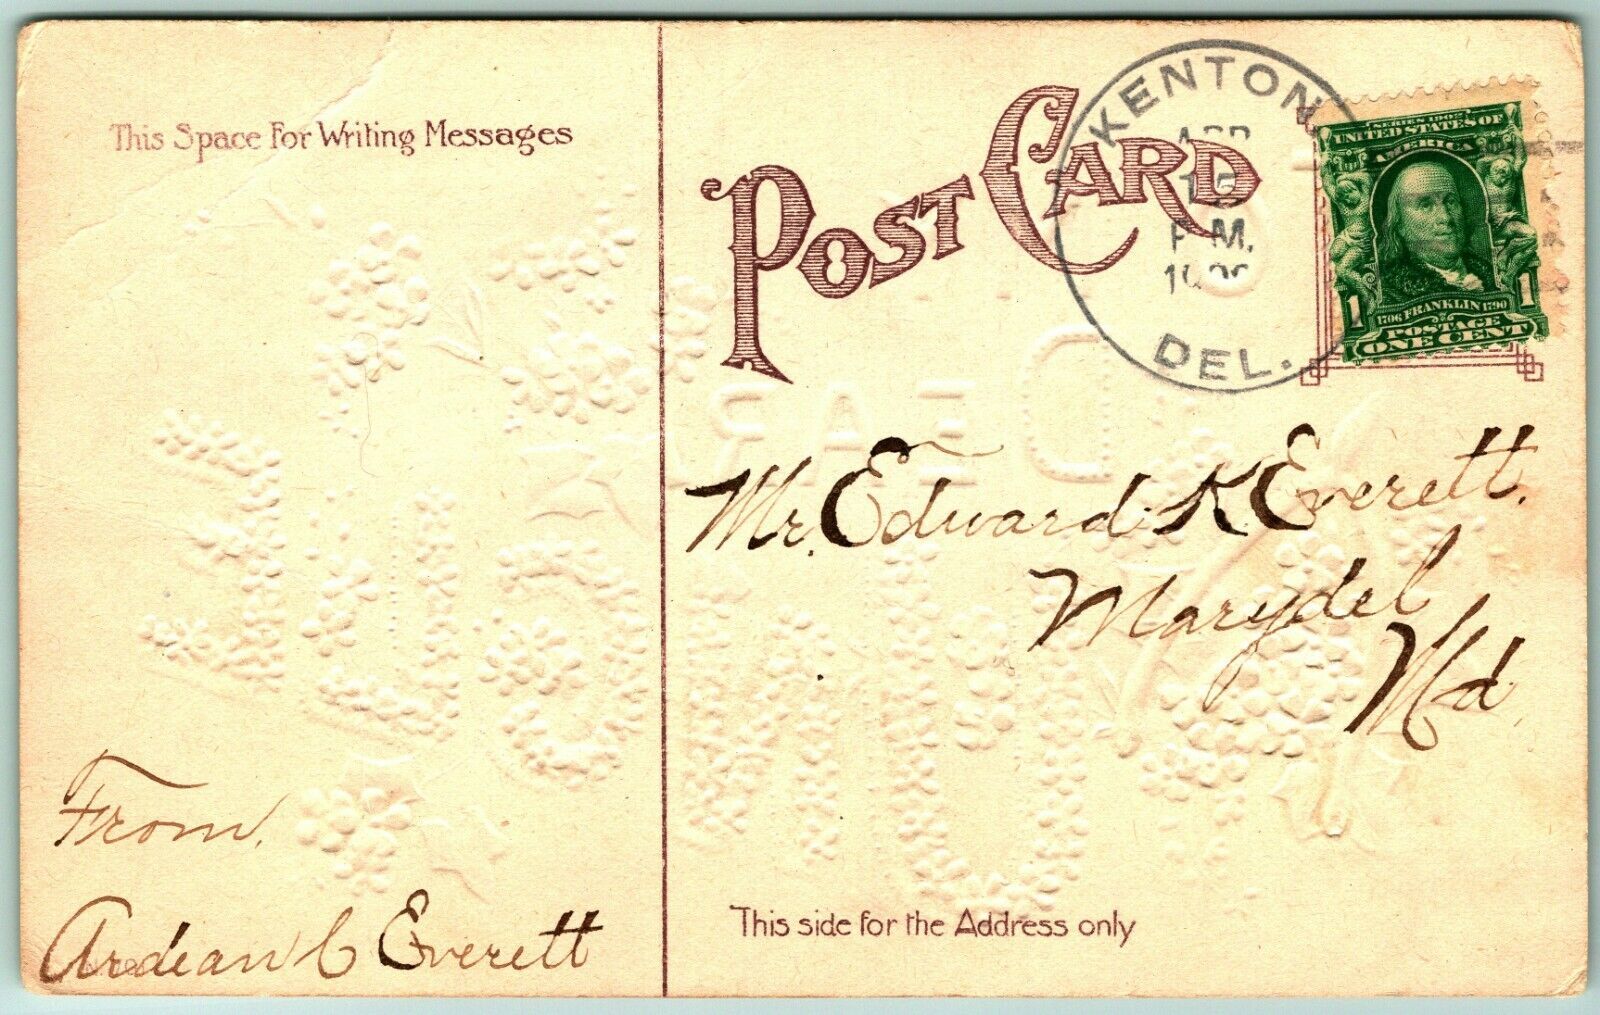 This Space For Writing Messages
POST CARD
KENTON
P.M.
DEL.
SERIES 1902
UNITED STATES OF
AMERICA
1 1
1706 FRANKLIN 1790
POSTAGE
ONE CENT
DEAR
Mr. Edward K Everett.
Marydel
Md.
From,
Ardean C Everett
This side for the Address only